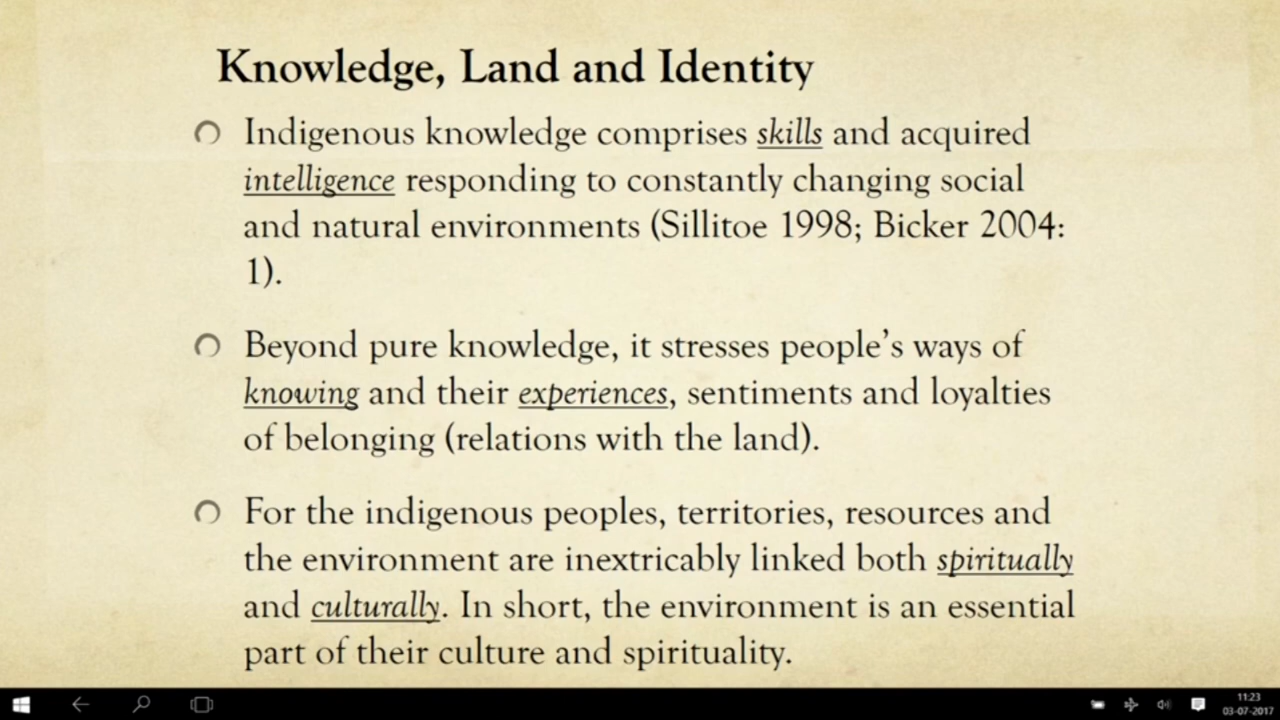 Knowledge, Land and Identity
Indigenous knowledge comprises skills and acquired
intelligence responding to constantly changing social
and natural environments (Sillitoe 1998; Bicker 2004:
1).
Beyond pure knowledge, it stresses people's ways of
knowing and their experiences, sentiments and loyalties
of belonging (relations with the land).
For the indigenous peoples, territories, resources and
the environment are inextricably linked both spiritually
and culturally. In short, the environment is an essential
part of their culture and spirituality.
11:23
03-07-2017